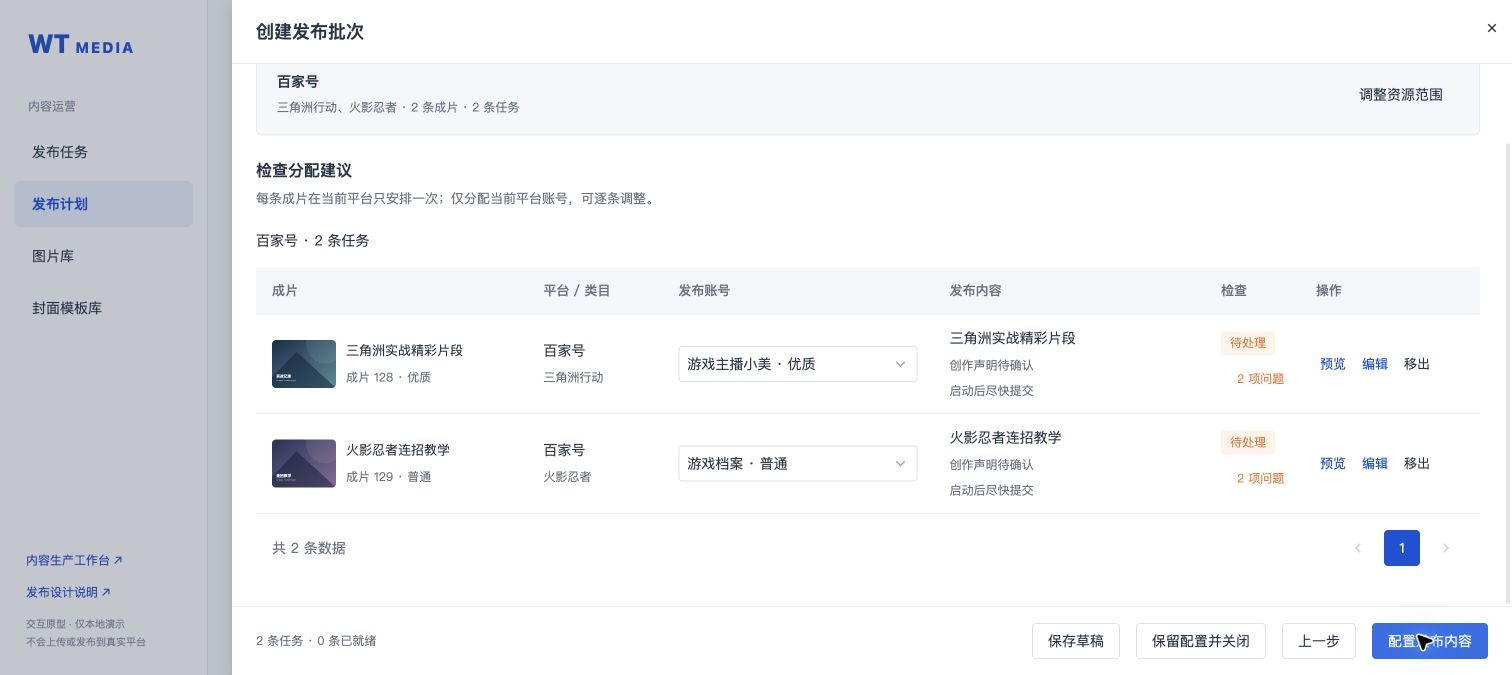 WT MEDIA
内容运营
发布任务
发布计划
图片库
封面模板库
内容生产工作台 ↗
发布设计说明 ↗
交互原型 · 仅本地演示
不会上传或发布到真实平台
创建发布批次
×
百家号
三角洲行动、火影忍者 · 2 条成片 · 2 条任务
调整资源范围
检查分配建议
每条成片在当前平台只安排一次；仅分配当前平台账号，可逐条调整。
百家号 · 2 条任务
成片 平台 / 类目 发布账号 发布内容 检查 操作
三角洲实战精彩片段
成片 128 · 优质
百家号
三角洲行动
游戏主播小美 · 优质
三角洲实战精彩片段
创作声明待确认
启动后尽快提交
待处理
2 项问题
预览 编辑 移出
火影忍者连招教学
成片 129 · 普通
百家号
火影忍者
游戏档案 · 普通
火影忍者连招教学
创作声明待确认
启动后尽快提交
待处理
2 项问题
预览 编辑 移出
共 2 条数据
1
2 条任务 · 0 条已就绪
保存草稿
保留配置并关闭
上一步
配置发布内容